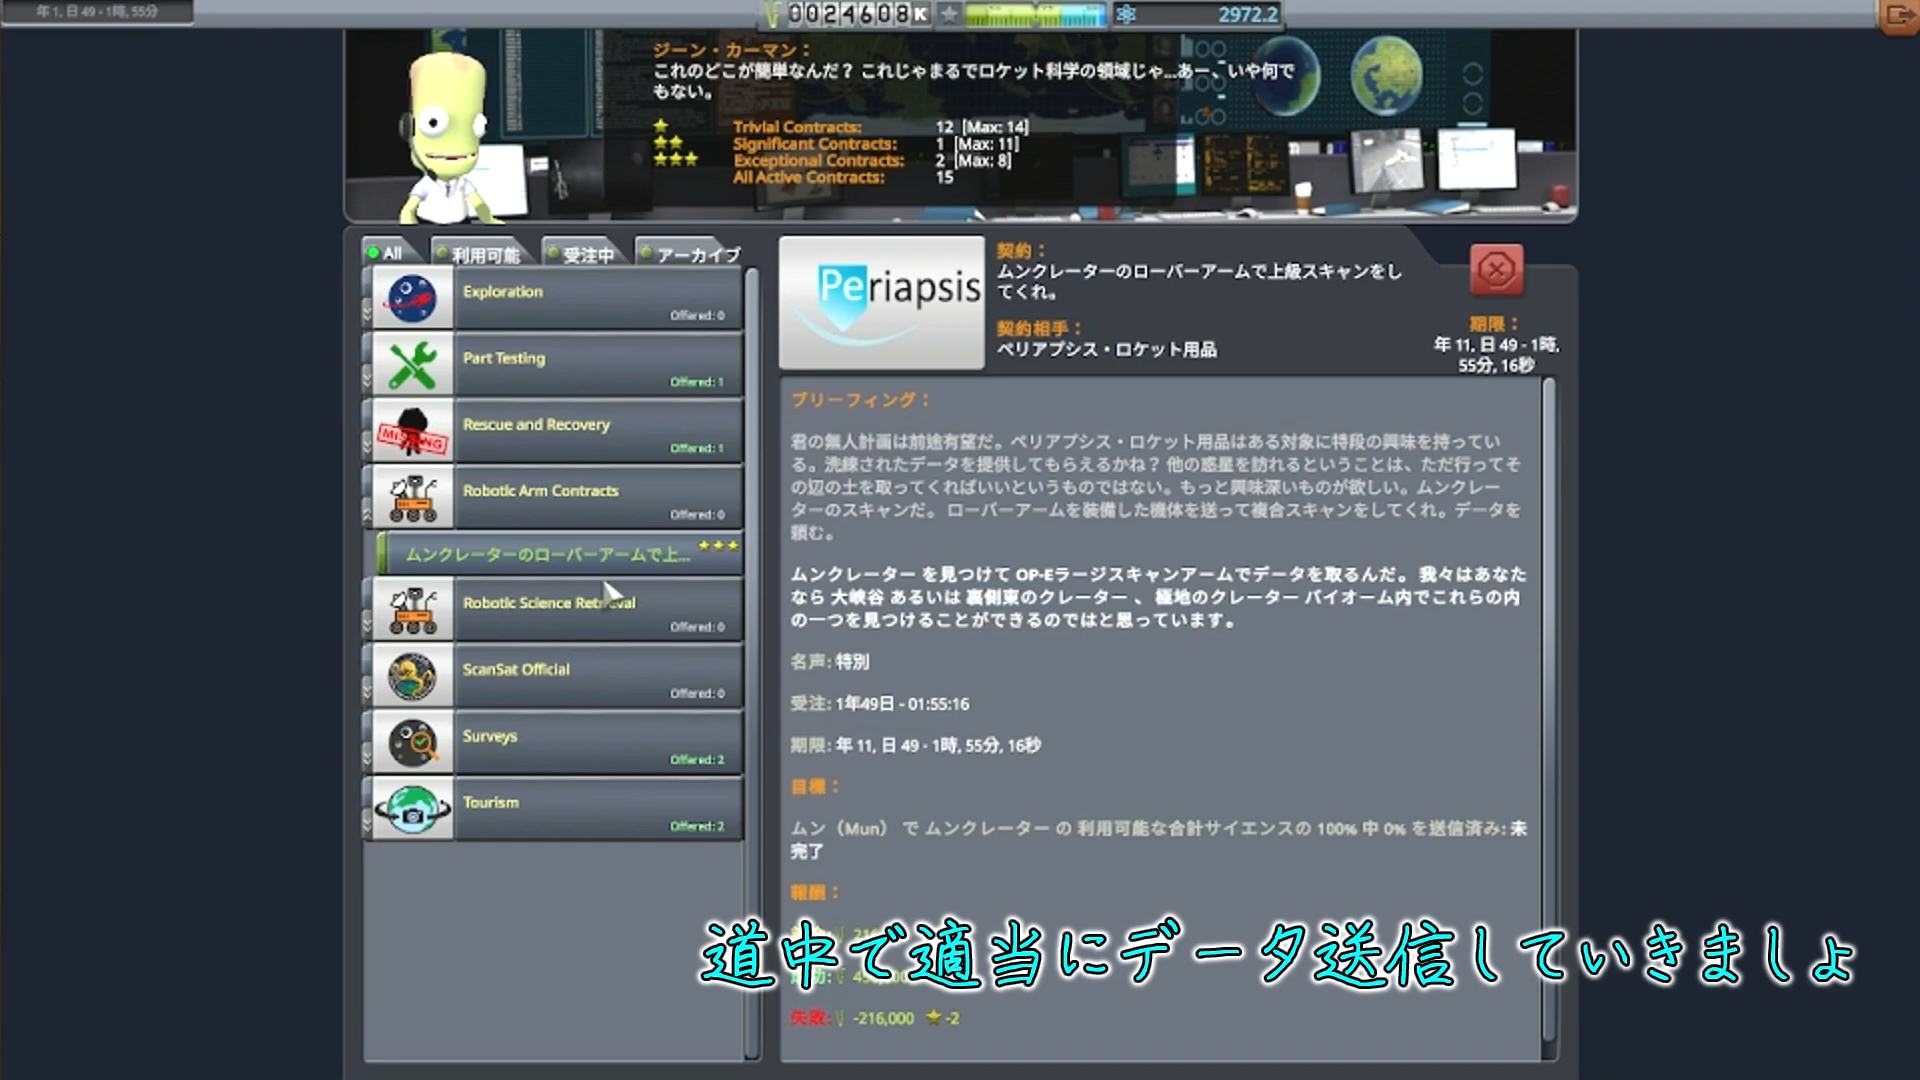 年 1, 日 49 - 1時, 55分
0024608K
2972.2
ジーン・カーマン：
これのどこが簡単なんだ？ これじゃまるでロケット科学の領域じゃ...あー、いや何で
もない。
Trivial Contracts: 12 [Max: 14]
Significant Contracts: 1 [Max: 11]
Exceptional Contracts: 2 [Max: 8]
All Active Contracts: 15
All 利用可能 受注中 アーカイブ
Exploration
Offered: 0
Part Testing
Offered: 1
MISSING
Rescue and Recovery
Offered: 1
Robotic Arm Contracts
Offered: 0
ムンクレーターのローバーアームで上...
Robotic Science Retrieval
Offered: 0
ScanSat Official
Offered: 0
Surveys
Offered: 2
Tourism
Offered: 2
Periapsis
契約：
ムンクレーターのローバーアームで上級スキャンをし
てくれ。
契約相手：
ペリアプシス・ロケット用品
期限：
年 11, 日 49 - 1時,
55分, 16秒
ブリーフィング：
君の無人計画は前途有望だ。ペリアプシス・ロケット用品はある対象に特段の興味を持ってい
る。洗練されたデータを提供してもらえるかね？ 他の惑星を訪れるということは、ただ行ってそ
の辺の土を取ってくればいいというものではない。もっと興味深いものが欲しい。ムンクレー
ターのスキャンだ。 ローバーアームを装備した機体を送って複合スキャンをしてくれ。データを
頼む。
ムンクレーター を見つけて OP-Eラージスキャンアームでデータを取るんだ。 我々はあなた
なら 大峡谷 あるいは 裏側東のクレーター 、 極地のクレーター バイオーム内でこれらの内
の一つを見つけることができるのではと思っています。
名声: 特別
受注: 1年49日 - 01:55:16
期限: 年 11, 日 49 - 1時, 55分, 16秒
目標：
ムン（Mun） で ムンクレーター の 利用可能な合計サイエンスの 100% 中 0% を送信済み: 未
完了
報酬：
道中で適当にデータ送信していきましょ
失敗: -216,000 -2